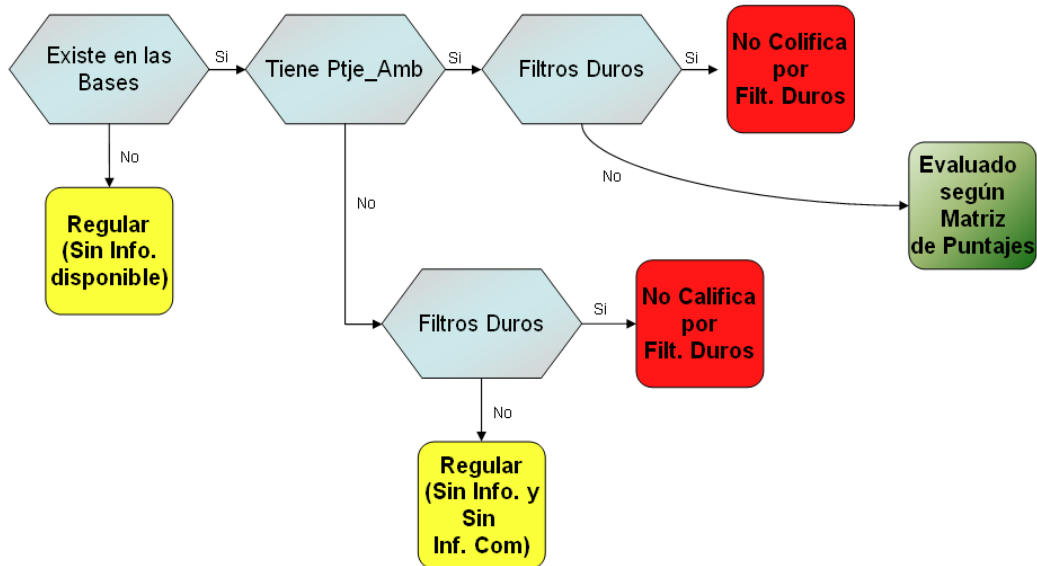 Existe en las
Bases
Si
Tiene Ptje_Amb
Si
Filtros Duros
Si
No Colifica
por
Filt. Duros
No
Regular
(Sin Info.
disponible)
No
No
Evaluado
según
Matriz
de Puntajes
Filtros Duros
Si
No Califica
por
Filt. Duros
No
Regular
(Sin Info. y
Sin
Inf. Com)